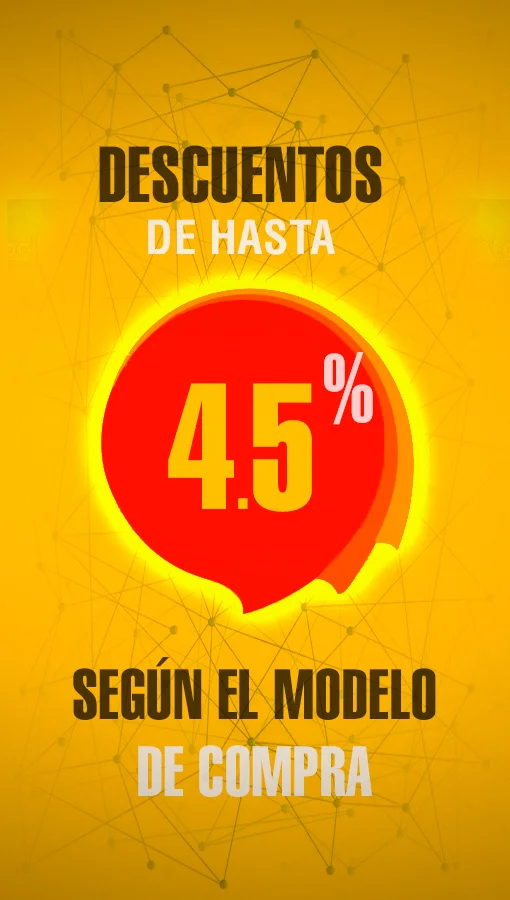 DESCUENTOS
DE HASTA
4.5%
SEGÚN EL MODELO
DE COMPRA